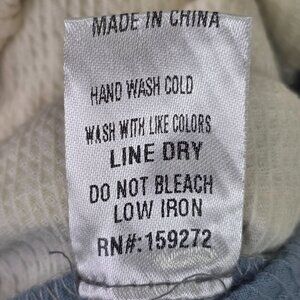 MADE IN CHINA
HAND WASH COLD
WASH WITH LIKE COLORS
LINE DRY
DO NOT BLEACH
LOW IRON
RN#: 159272